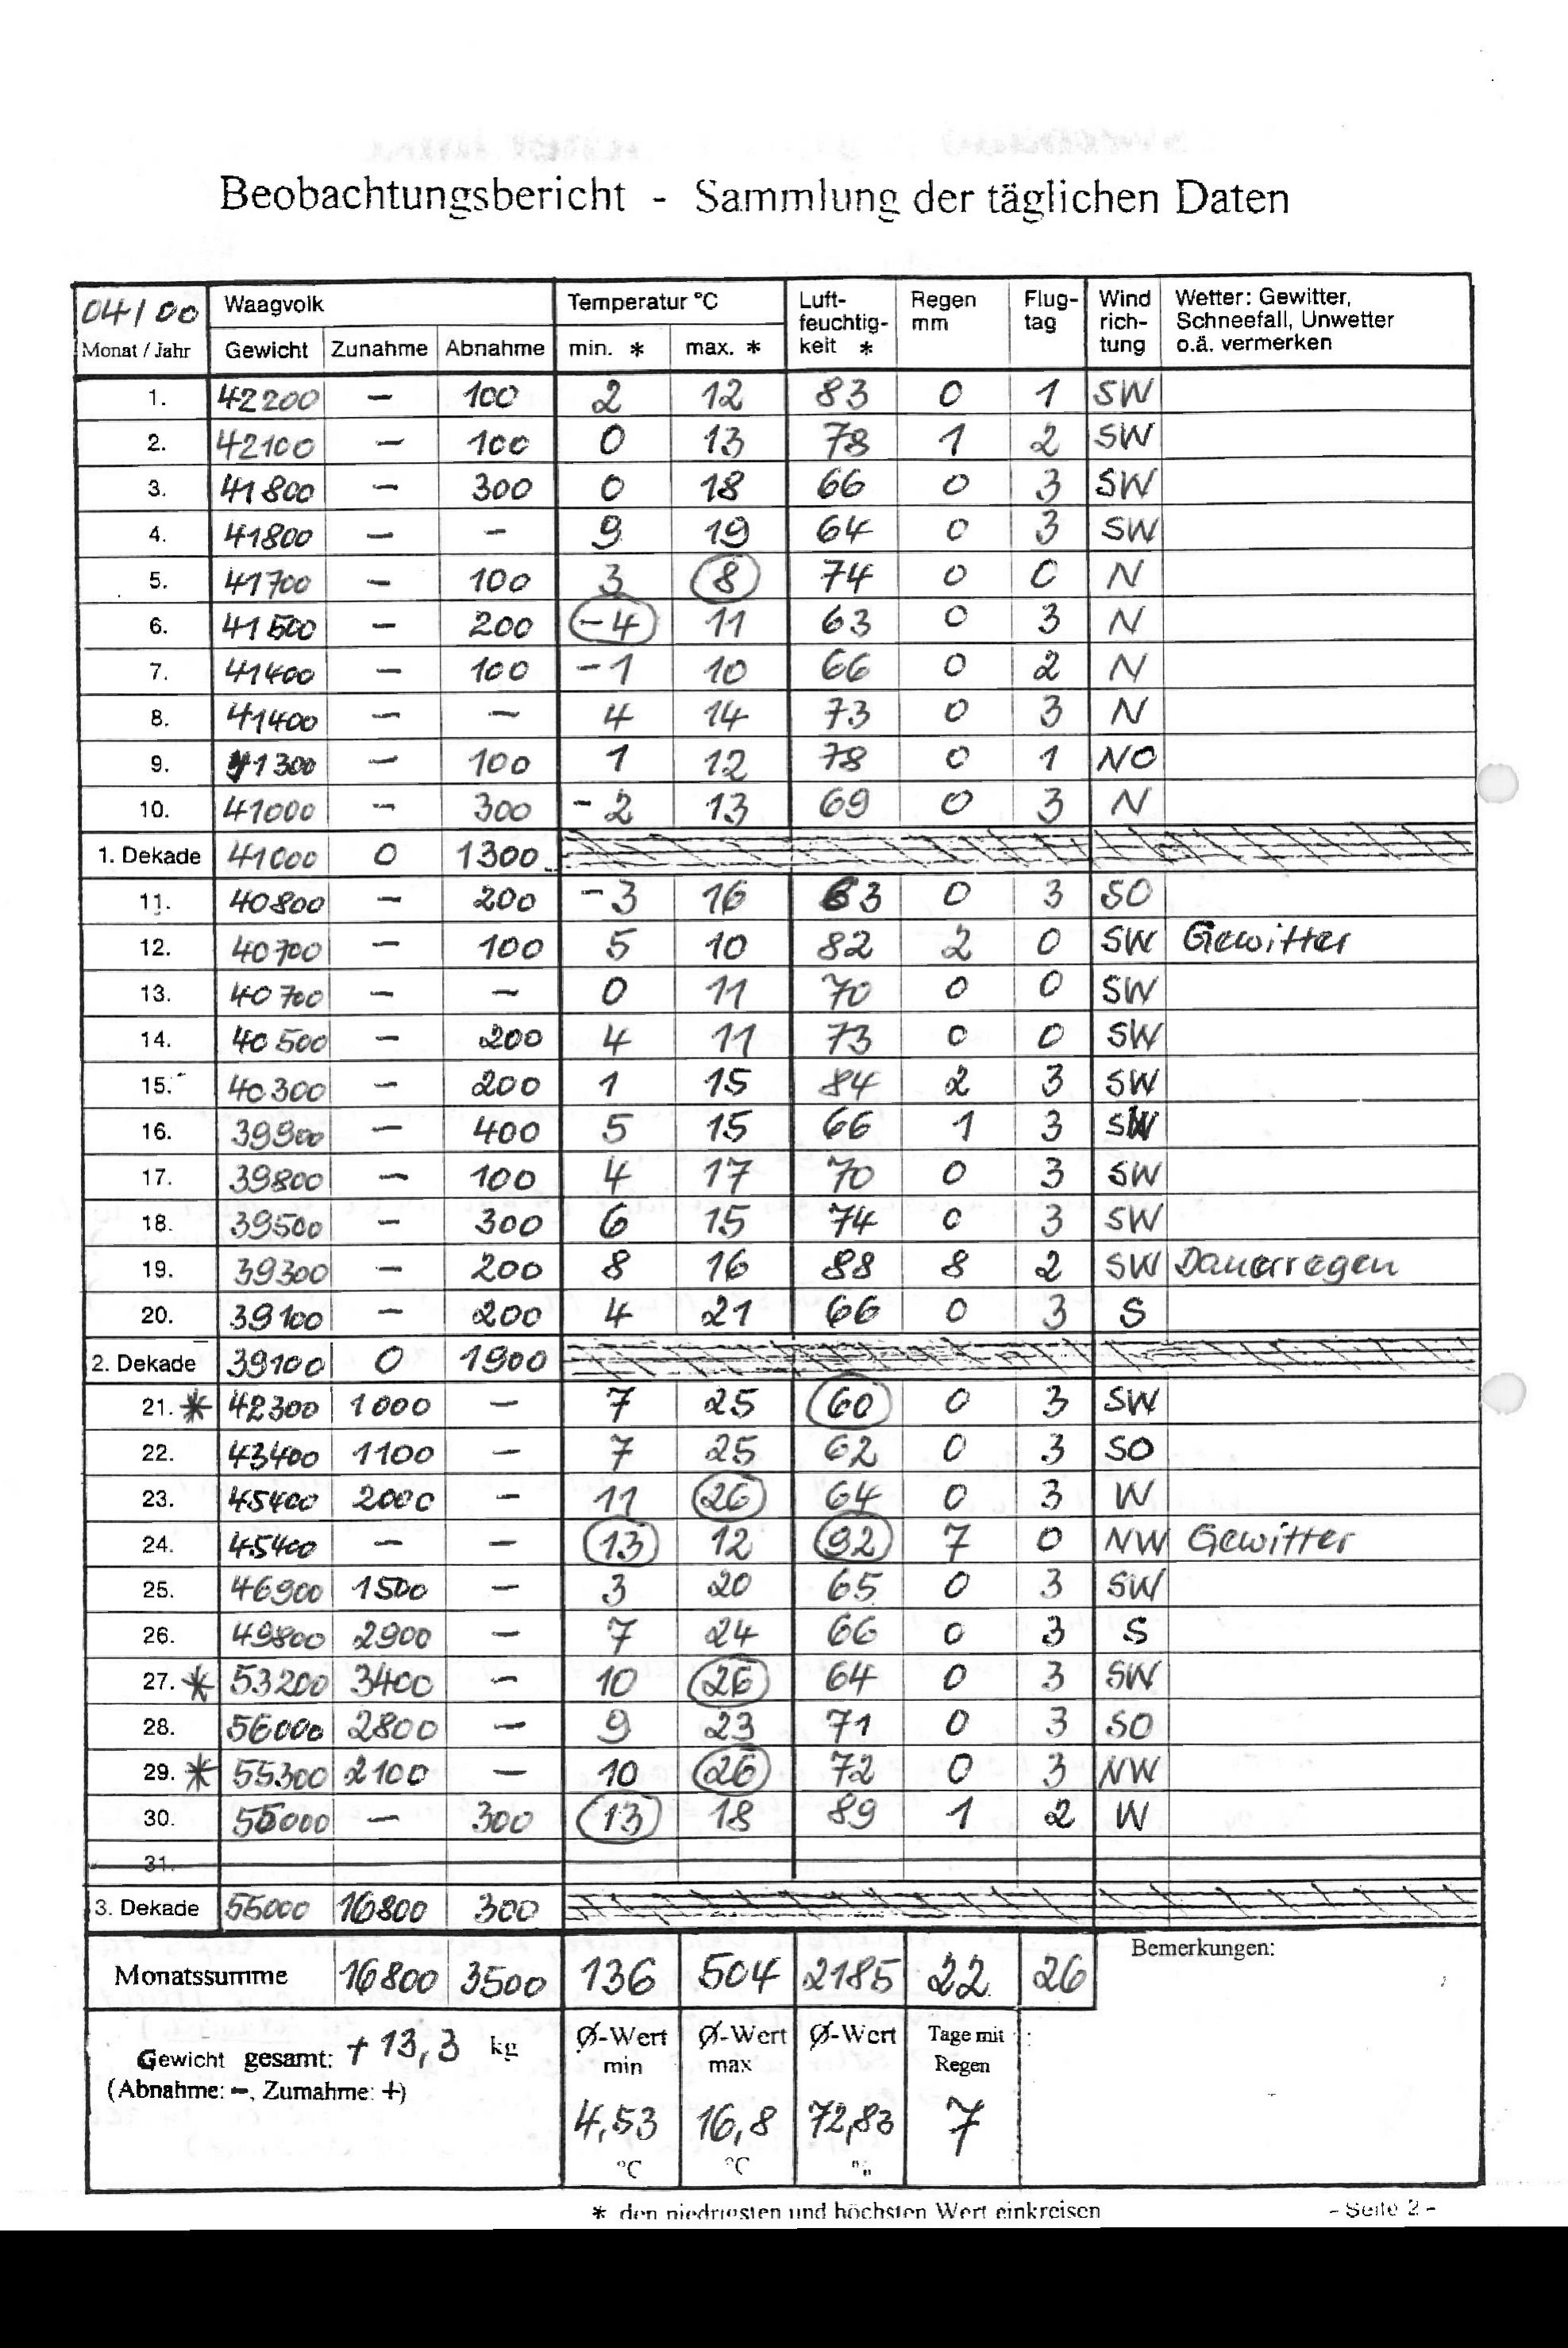 Beobachtungsbericht - Sammlung der täglichen Daten
04/00 Waagvolk Temperatur °C Luft- Regen Flug- Wind Wetter: Gewitter,
feuchtig- mm tag rich- Schneefall, Unwetter
Monat / Jahr Gewicht Zunahme Abnahme min. * max. * keit * tung o.ä. vermerken
1. 42200 – 100 2 12 83 0 1 SW
2. 42100 – 100 0 13 78 1 2 SW
3. 41800 – 300 0 18 66 0 3 SW
4. 41800 – – 9 19 64 0 3 SW
5. 41700 – 100 3 8 74 0 0 N
6. 41500 – 200 -4 11 63 0 3 N
7. 41400 – 100 -1 10 66 0 2 N
8. 41400 – – 4 14 73 0 3 N
9. 41300 – 100 1 12 78 0 1 NO
10. 41000 – 300 -2 13 69 0 3 N
1. Dekade 41000 0 1300
11. 40800 – 200 -3 16 63 0 3 SO
12. 40700 – 100 5 10 82 2 0 SW Gewitter
13. 40700 – – 0 11 70 0 0 SW
14. 40500 – 200 4 11 73 0 0 SW
15. 40300 – 200 1 15 84 2 3 SW
16. 39900 – 400 5 15 66 1 3 SW
17. 39800 – 100 4 17 70 0 3 SW
18. 39500 – 300 6 15 74 0 3 SW
19. 39300 – 200 8 16 88 8 2 SW Dauerregen
20. 39100 – 200 4 21 66 0 3 S
2. Dekade 39100 0 1900
21. * 42300 1000 – 7 25 60 0 3 SW
22. 43400 1100 – 7 25 62 0 3 SO
23. 45400 2000 – 11 26 64 0 3 W
24. 45400 – – 13 12 92 7 0 NW Gewitter
25. 46900 1500 – 3 20 65 0 3 SW
26. 49800 2900 – 7 24 66 0 3 S
27. * 53200 3400 – 10 26 64 0 3 SW
28. 56000 2800 – 9 23 71 0 3 SO
29. * 55300 2100 – 10 26 72 0 3 NW
30. 55000 – 300 13 18 89 1 2 W
31.
3. Dekade 55000 16800 300
Monatssumme 16800 3500 136 504 2185 22 26 Bemerkungen:
Gewicht gesamt: + 13,3 kg Ø-Wert Ø-Wert Ø-Wert Tage mit
min max Regen
(Abnahme: –, Zumahme: +)
4,53 16,8 72,83 7
°C °C
* den niedrigsten und höchsten Wert einkreisen - Seite 2 -